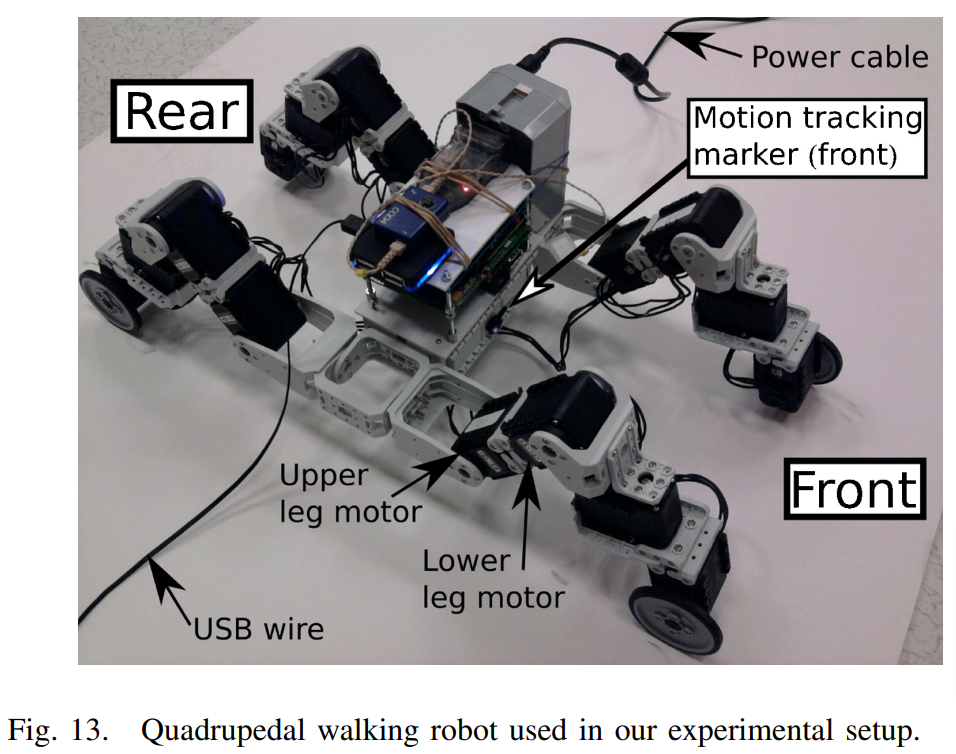 Power cable
Rear
Motion tracking
marker (front)
CODA
Upper
leg motor
Front
Lower
leg motor
USB wire
Fig. 13. Quadrupedal walking robot used in our experimental setup.